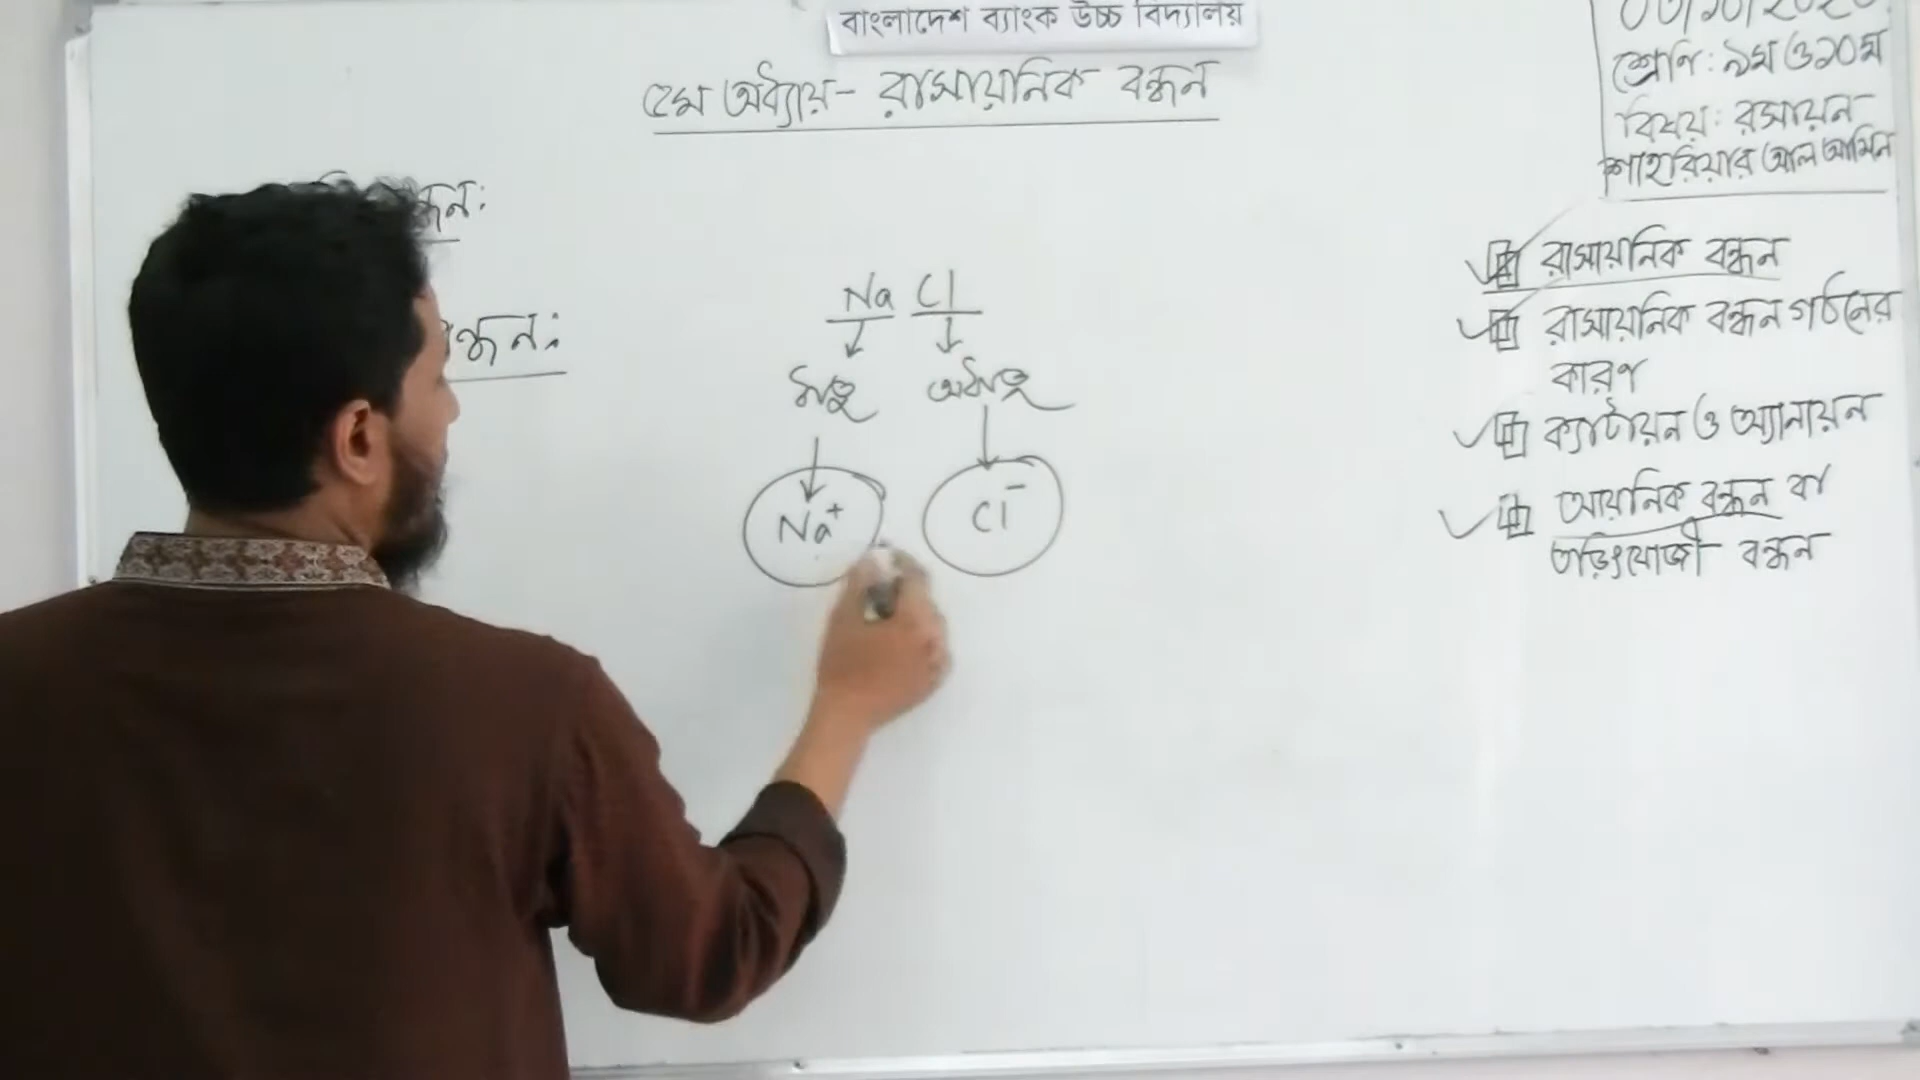 বাংলাদেশ ব্যাংক উচ্চ বিদ্যালয়
৫ম অধ্যায় - রাসায়নিক বন্ধন
শ্রেণি: ৯ম ও ১০ম
বিষয়: রসায়ন
শাহরিয়ার আল আমিন
Na Cl
ধাতু অধাতু
Na⁺ Cl⁻
রাসায়নিক বন্ধন
রাসায়নিক বন্ধন গঠনের
কারণ
ক্যাটায়ন ও অ্যানায়ন
আয়নিক বন্ধন বা
তড়িৎযোজী বন্ধন